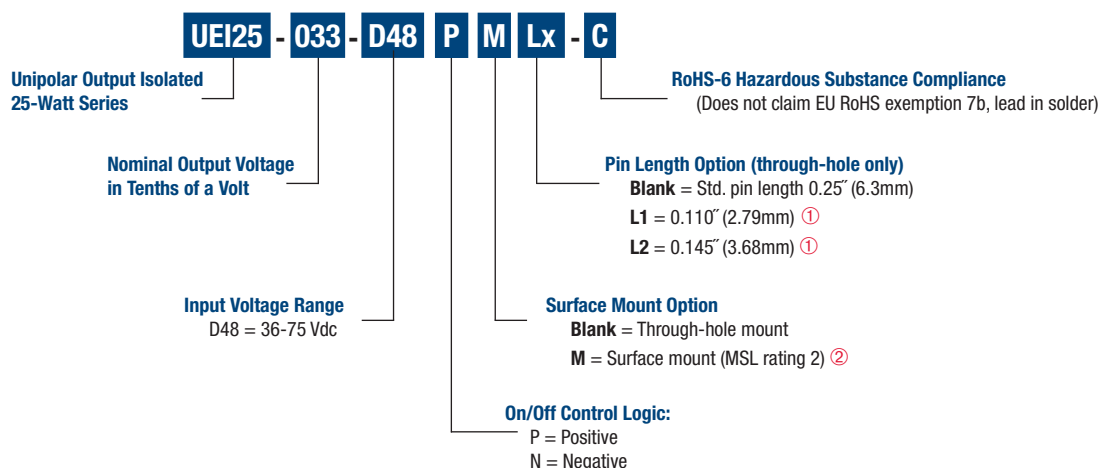 UEI25 - 033 - D48 P M Lx - C
Unipolar Output Isolated
25-Watt Series
RoHS-6 Hazardous Substance Compliance
(Does not claim EU RoHS exemption 7b, lead in solder)
Nominal Output Voltage
in Tenths of a Volt
Pin Length Option (through-hole only)
Blank = Std. pin length 0.25˝ (6.3mm)
L1 = 0.110˝ (2.79mm) ①
L2 = 0.145˝ (3.68mm) ①
Input Voltage Range
D48 = 36-75 Vdc
Surface Mount Option
Blank = Through-hole mount
M = Surface mount (MSL rating 2) ②
On/Off Control Logic:
P = Positive
N = Negative